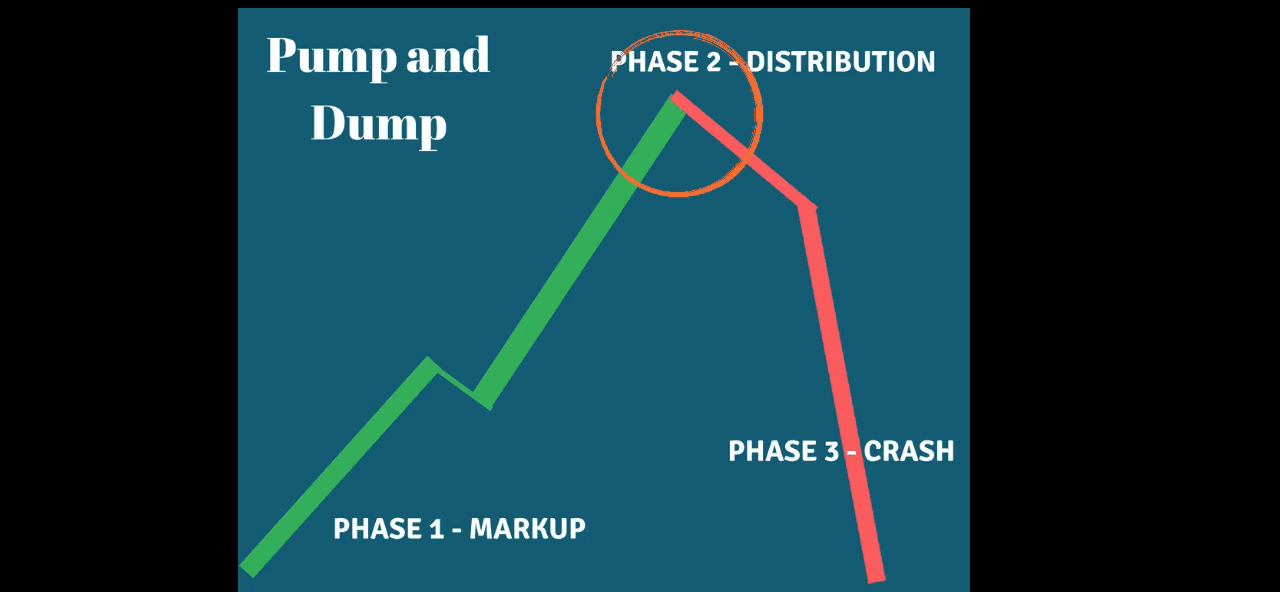 Pump and
Dump
PHASE 2 - DISTRIBUTION
PHASE 3 - CRASH
PHASE 1 - MARKUP